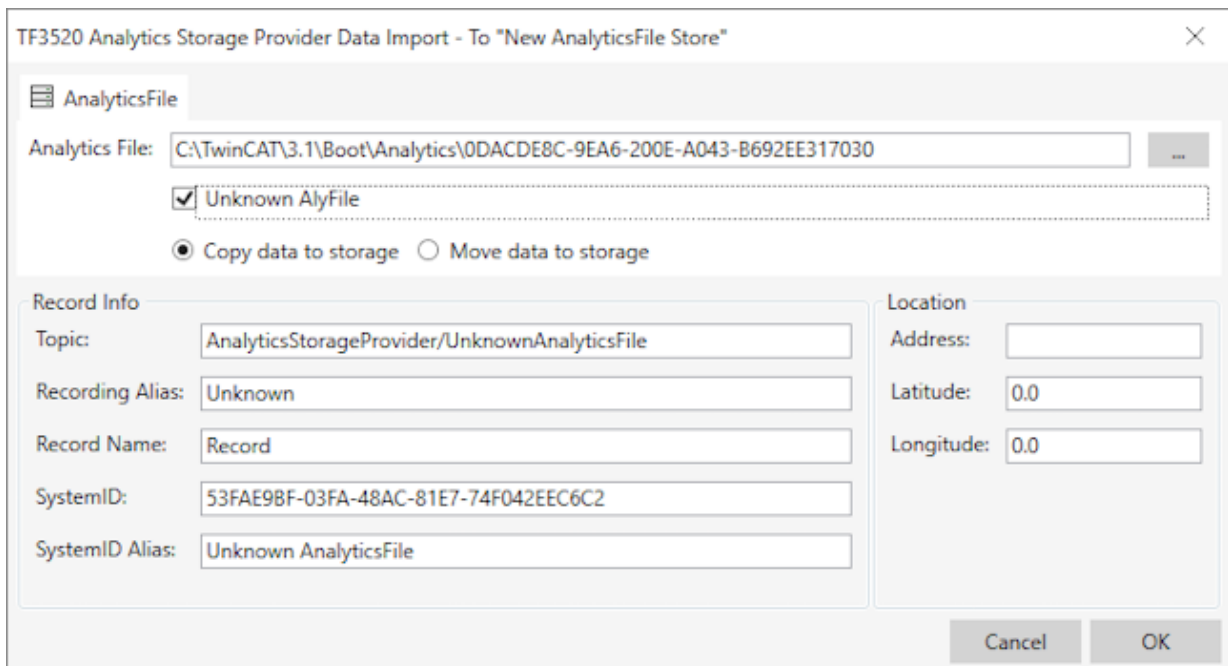 TF3520 Analytics Storage Provider Data Import - To "New AnalyticsFile Store"
AnalyticsFile
Analytics File: C:\TwinCAT\3.1\Boot\Analytics\0DACDE8C-9EA6-200E-A043-B692EE317030 ...
Unknown AlyFile
Copy data to storage Move data to storage
Record Info
Topic: AnalyticsStorageProvider/UnknownAnalyticsFile
Recording Alias: Unknown
Record Name: Record
SystemID: 53FAE9BF-03FA-48AC-81E7-74F042EEC6C2
SystemID Alias: Unknown AnalyticsFile
Location
Address:
Latitude: 0.0
Longitude: 0.0
Cancel OK